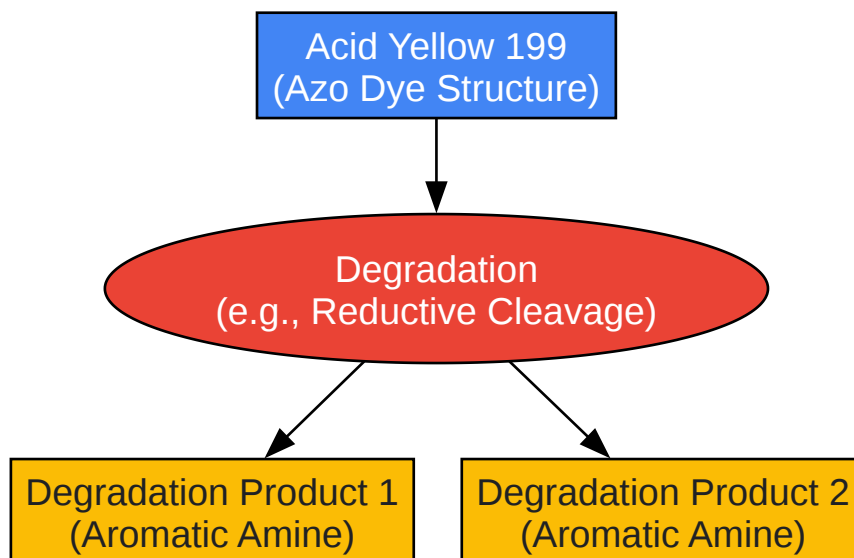 Acid Yellow 199
(Azo Dye Structure)
Degradation
(e.g., Reductive Cleavage)
Degradation Product 1
(Aromatic Amine)
Degradation Product 2
(Aromatic Amine)